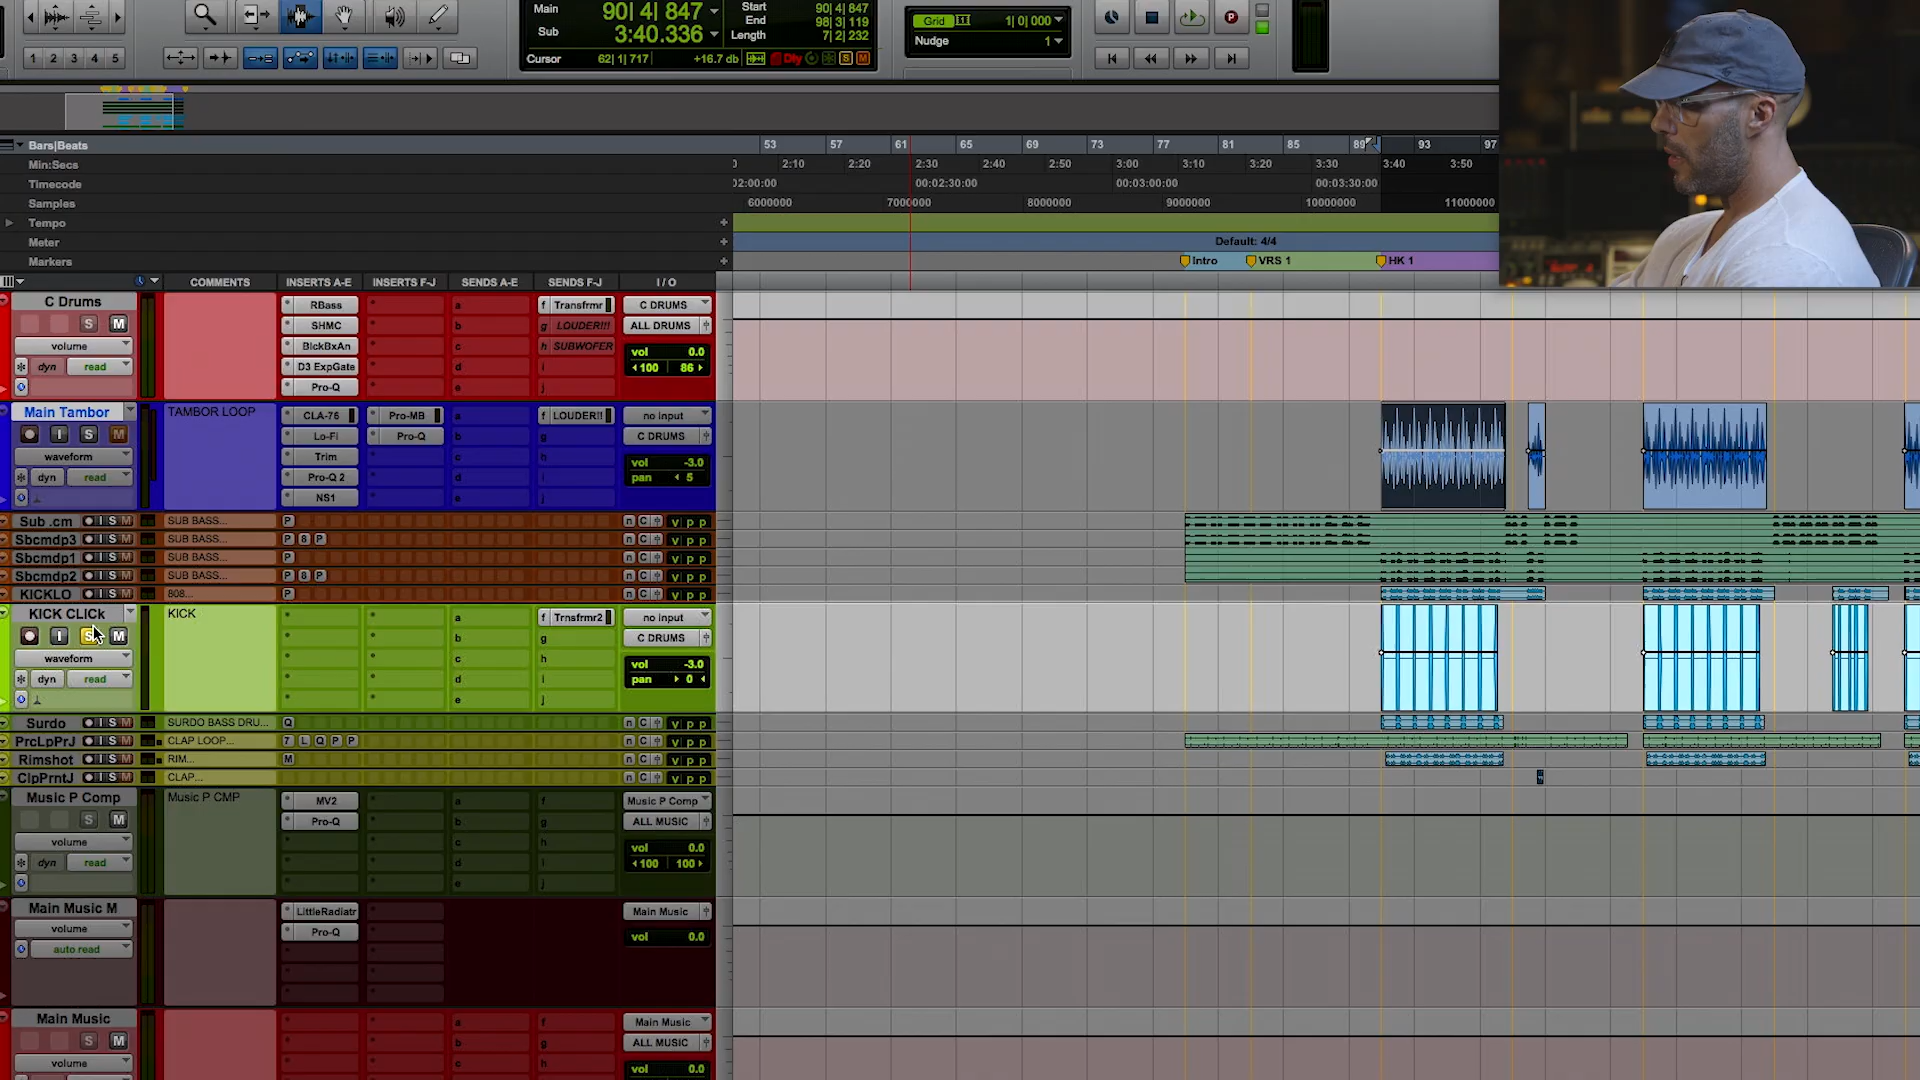 Main 90| 4| 847
Sub 3:40.336
Start 90| 4| 847
End 98| 3| 119
Length 7| 2| 232
Cursor 62| 1| 717 +16.7 db Dly S M
Grid 1| 0| 000
Nudge 1
1 2 3 4 5
Bars|Beats 53 57 61 65 69 73 77 81 85 89 93 97
Min:Secs 2:10 2:20 2:30 2:40 2:50 3:00 3:10 3:20 3:30 3:40 3:50
Timecode 02:00:00 00:02:30:00 00:03:00:00 00:03:30:00
Samples 6000000 7000000 8000000 9000000 10000000 11000000
Tempo
Meter Default: 4/4
Markers Intro VRS 1 HK 1
COMMENTS INSERTS A-E INSERTS F-J SENDS A-E SENDS F-J I / O
C Drums RBass a f Transfrmr C DRUMS
S M SHMC b g LOUDER!!! ALL DRUMS
volume BlckBxAn c h SUBWOFER vol 0.0
dyn read D3 ExpGate d i 100 86
Pro-Q e j
Main Tambor TAMBOR LOOP CLA-76 Pro-MB a f LOUDER!! no input
I S M Lo-Fi Pro-Q b g C DRUMS
waveform Trim c h vol -3.0
dyn read Pro-Q 2 d i pan 5
NS1 e j
Sub .cm I S M SUB BASS... P n C v p p
Sbcmdp3 I S M SUB BASS... P 8 P n C v p p
Sbcmdp1 I S M SUB BASS... P n C v p p
Sbcmdp2 I S M SUB BASS... P 8 P n C v p p
KICKLO I S M 808... P n C v p p
KICK CLICk KICK a f Trnsfrmr2 no input
I S M b g C DRUMS
waveform c h vol -3.0
dyn read d i pan 0
e j
Surdo I S M SURDO BASS DRU... Q n C v p p
PrcLpPrJ I S M CLAP LOOP... 7 L Q P P n C v p p
Rimshot I S M RIM... M n C v p p
ClpPrntJ I S M CLAP... n C v p p
Music P Comp Music P CMP MV2 a f Music P Comp
S M Pro-Q b g ALL MUSIC
volume c h vol 0.0
dyn read d i 100 100
e j
Main Music M LittleRadiatr Main Music
volume Pro-Q vol 0.0
auto read
Main Music a f Main Music
S M b g ALL MUSIC
volume c h vol 0.0